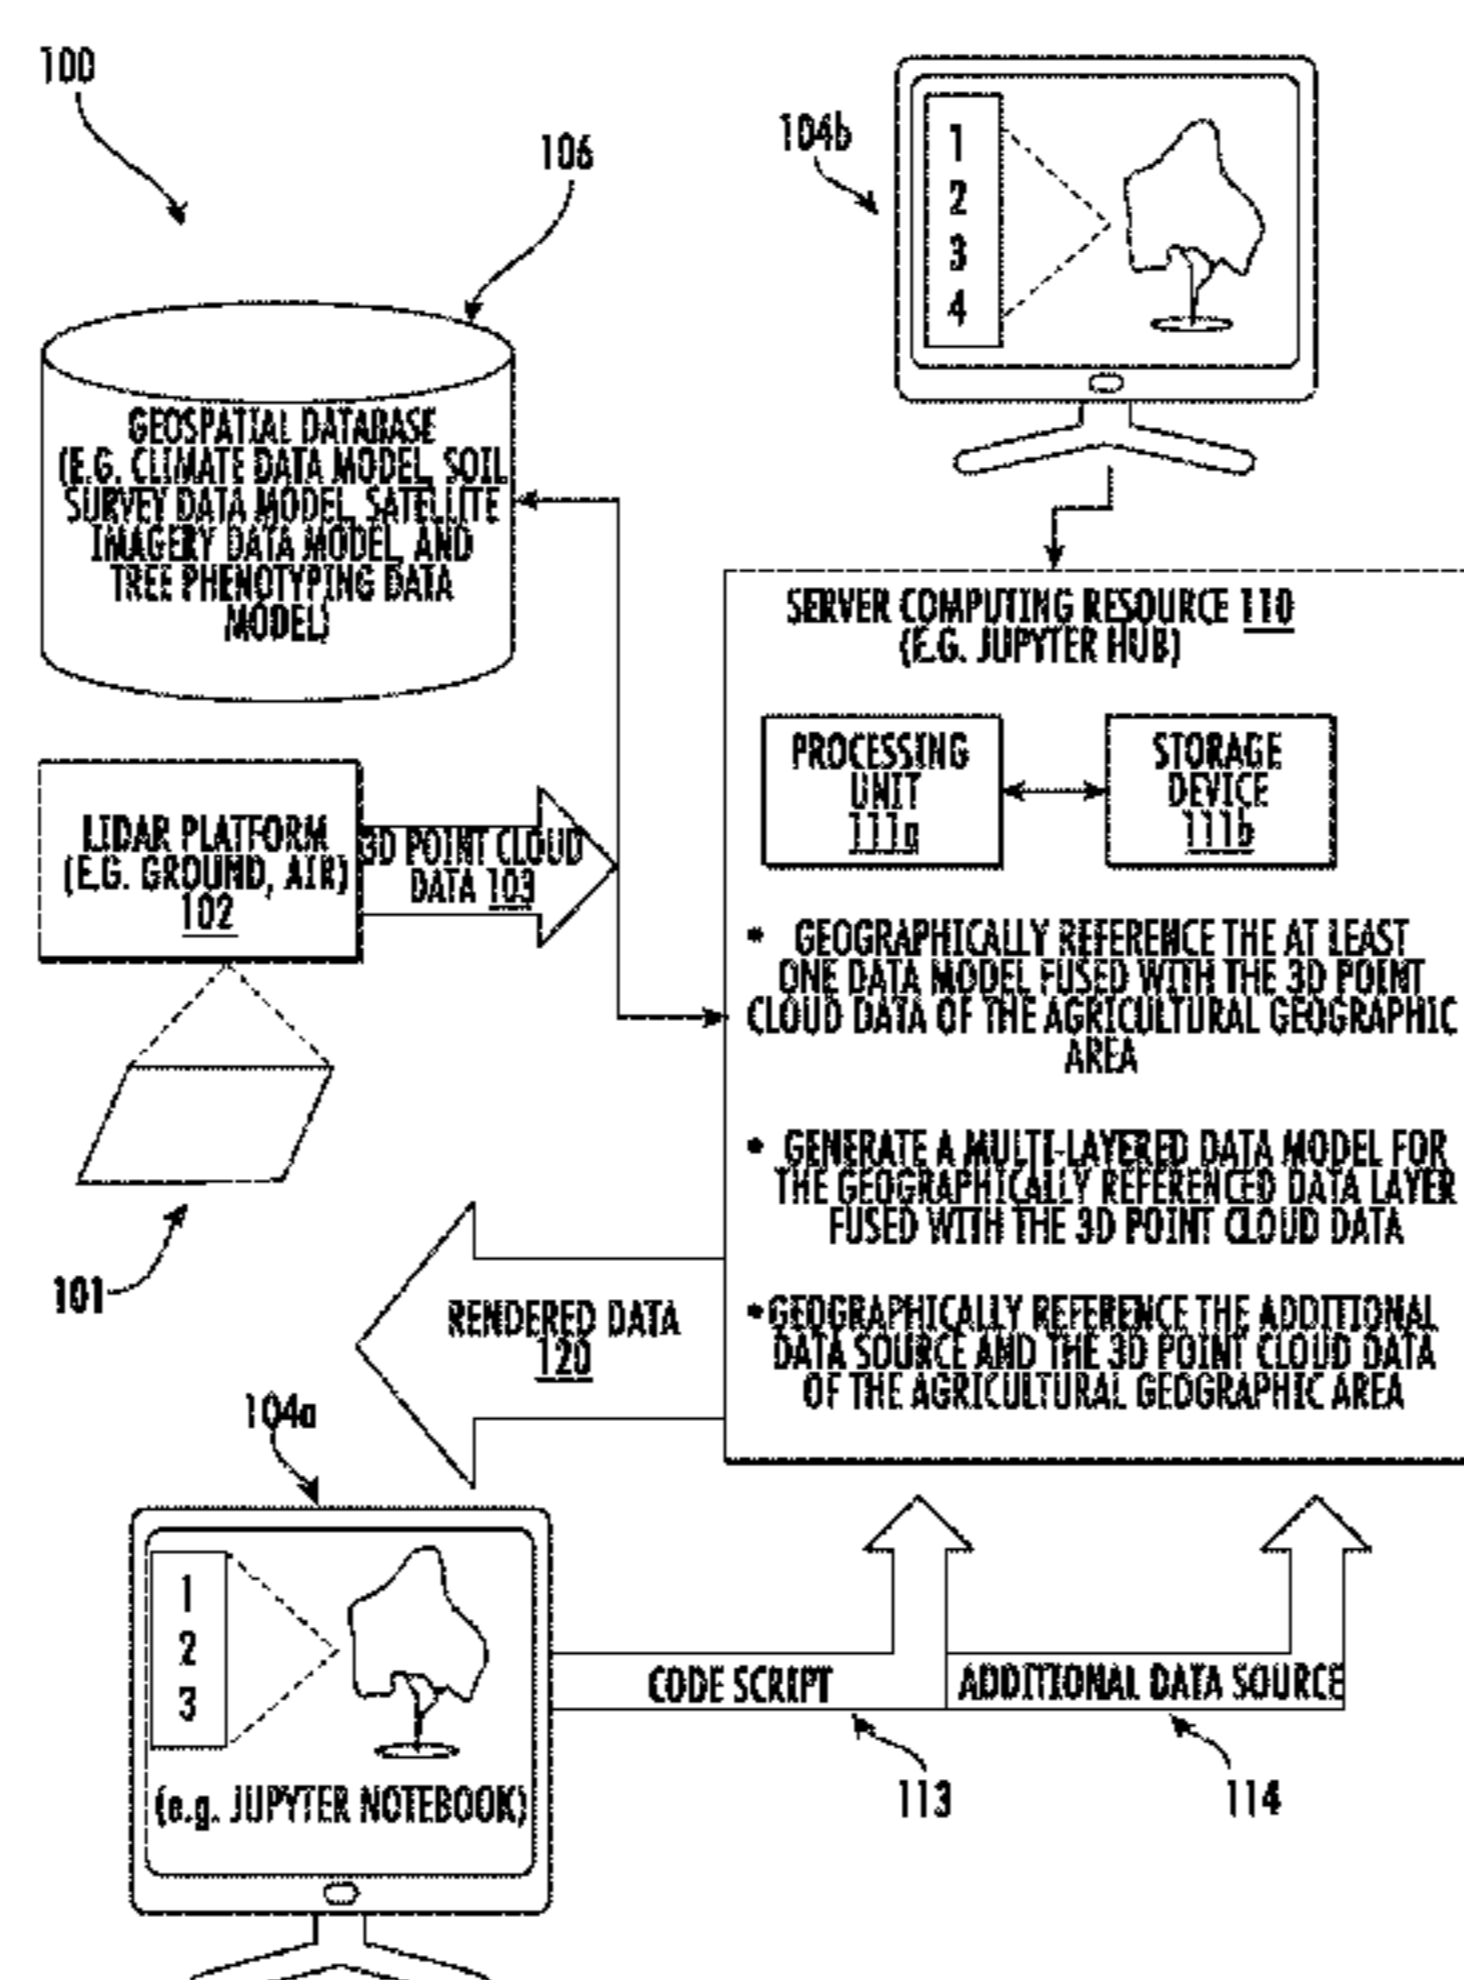 100
106
104b
1
2
3
4
GEOSPATIAL DATABASE
(E.G. CLIMATE DATA MODEL, SOIL
SURVEY DATA MODEL, SATELLITE
IMAGERY DATA MODEL, AND
TREE PHENOTYPING DATA
MODEL)
SERVER COMPUTING RESOURCE 110
(E.G. JUPYTER HUB)
PROCESSING
UNIT
111a
STORAGE
DEVICE
111b
LIDAR PLATFORM
(E.G. GROUND, AIR)
102
3D POINT CLOUD
DATA 103
• GEOGRAPHICALLY REFERENCE THE AT LEAST
ONE DATA MODEL FUSED WITH THE 3D POINT
CLOUD DATA OF THE AGRICULTURAL GEOGRAPHIC
AREA
• GENERATE A MULTI-LAYERED DATA MODEL FOR
THE GEOGRAPHICALLY REFERENCED DATA LAYER
FUSED WITH THE 3D POINT CLOUD DATA
• GEOGRAPHICALLY REFERENCE THE ADDITIONAL
DATA SOURCE AND THE 3D POINT CLOUD DATA
OF THE AGRICULTURAL GEOGRAPHIC AREA
101
RENDERED DATA
120
104a
1
2
3
(e.g. JUPYTER NOTEBOOK)
CODE SCRIPT
ADDITIONAL DATA SOURCE
113
114